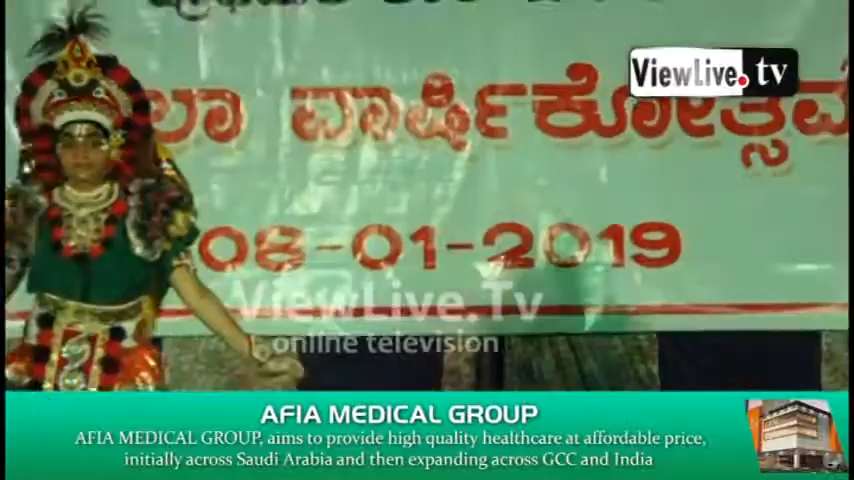 ViewLive.tv
ಲಾ ವಾರ್ಷಿಕೋತ್ಸವ
08-01-2019
ViewLive.Tv
online television
AFIA MEDICAL GROUP
AFIA MEDICAL GROUP, aims to provide high quality healthcare at affordable price,
initially across Saudi Arabia and then expanding across GCC and India